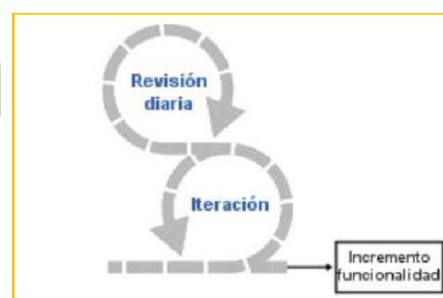 Revisión
diaria
Iteración
Incremento
funcionalidad